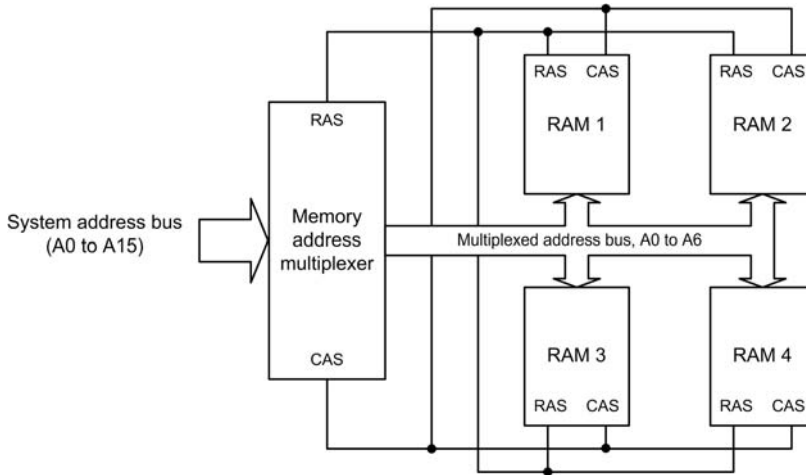 RAS CAS
RAM 1
RAS CAS
RAM 2
RAS
System address bus
(A0 to A15)
Memory
address
multiplexer
Multiplexed address bus, A0 to A6
CAS
RAM 3
RAS CAS
RAM 4
RAS CAS